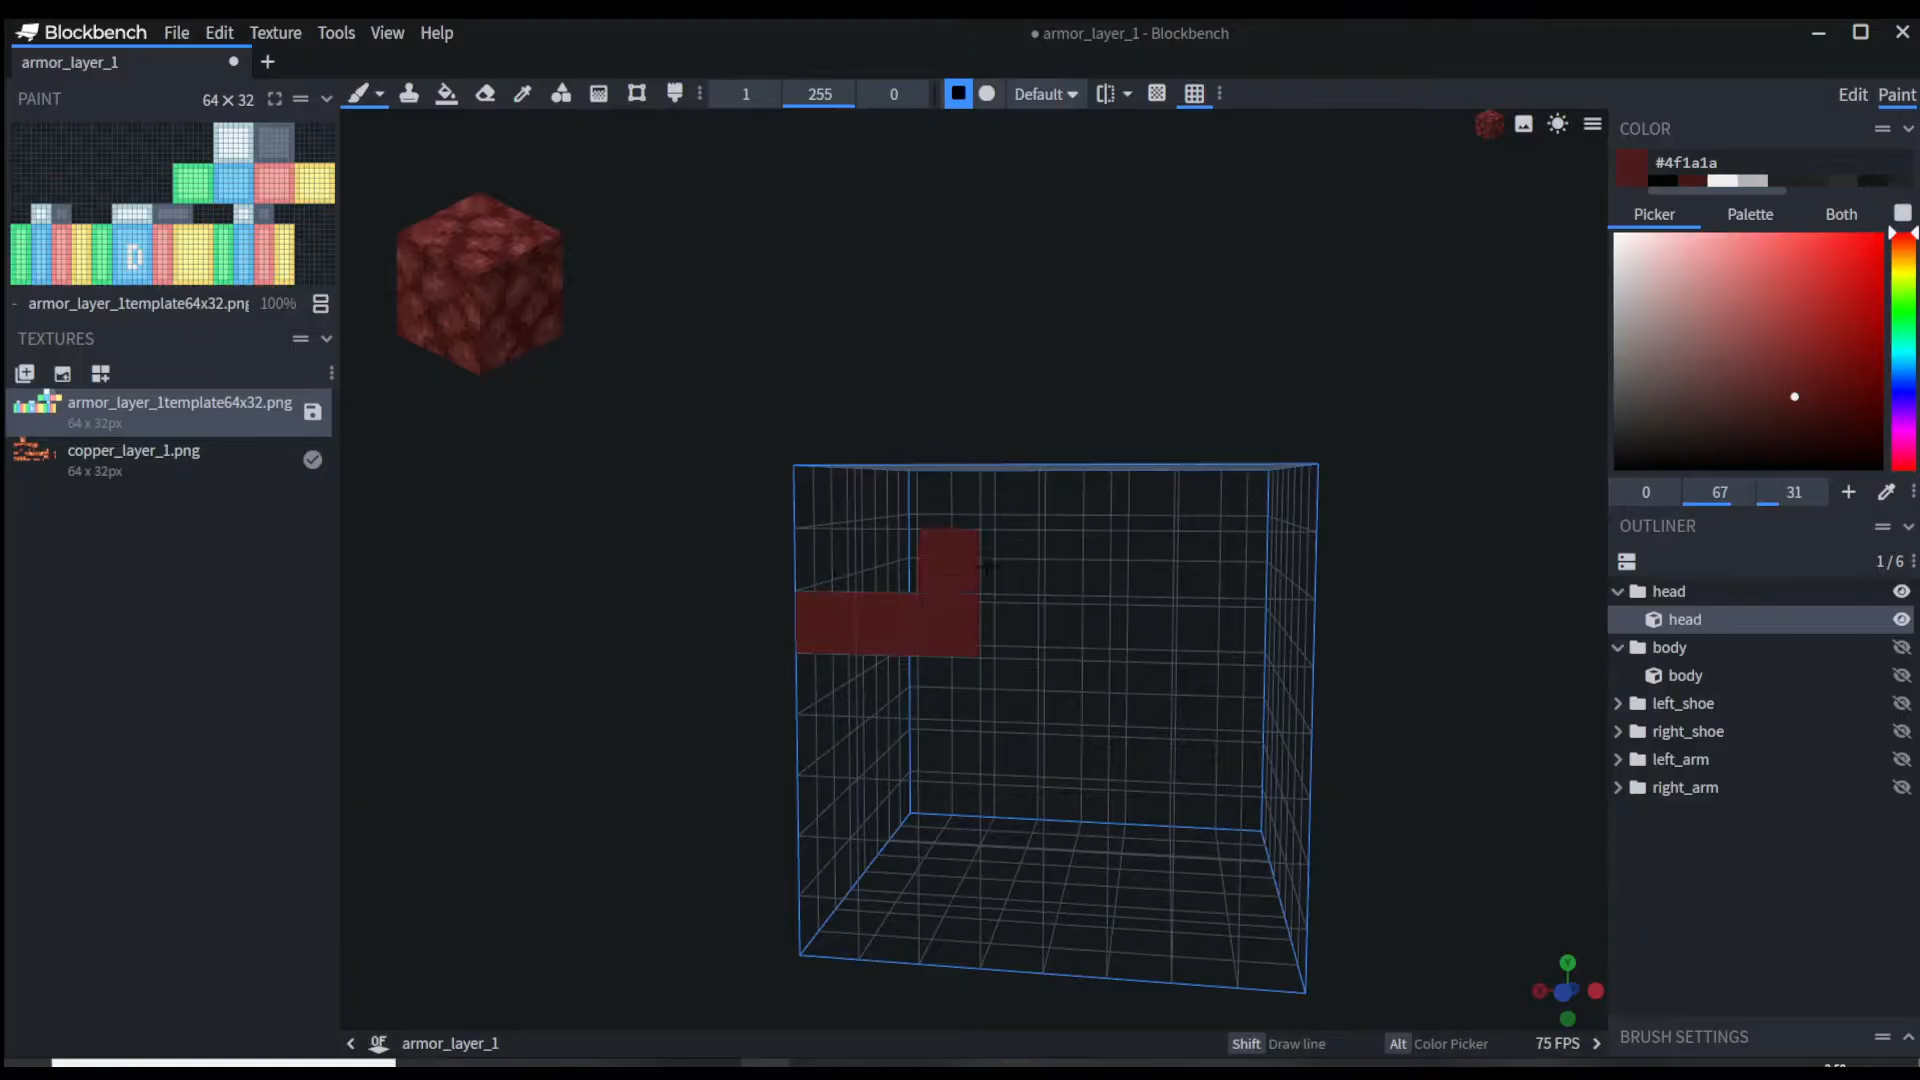 Blockbench File Edit Texture Tools View Help
armor_layer_1 - Blockbench
armor_layer_1
PAINT 64 × 32
1 255 0 Default
Edit Paint
D
armor_layer_1template64x32.png 100%
TEXTURES
armor_layer_1template64x32.png
64 x 32px
copper_layer_1.png
64 x 32px
COLOR
#4f1a1a
Picker Palette Both
0 67 31
OUTLINER
1/6
head
head
body
body
left_shoe
right_shoe
left_arm
right_arm
Y
X
armor_layer_1
Shift Draw line Alt Color Picker 75 FPS
BRUSH SETTINGS